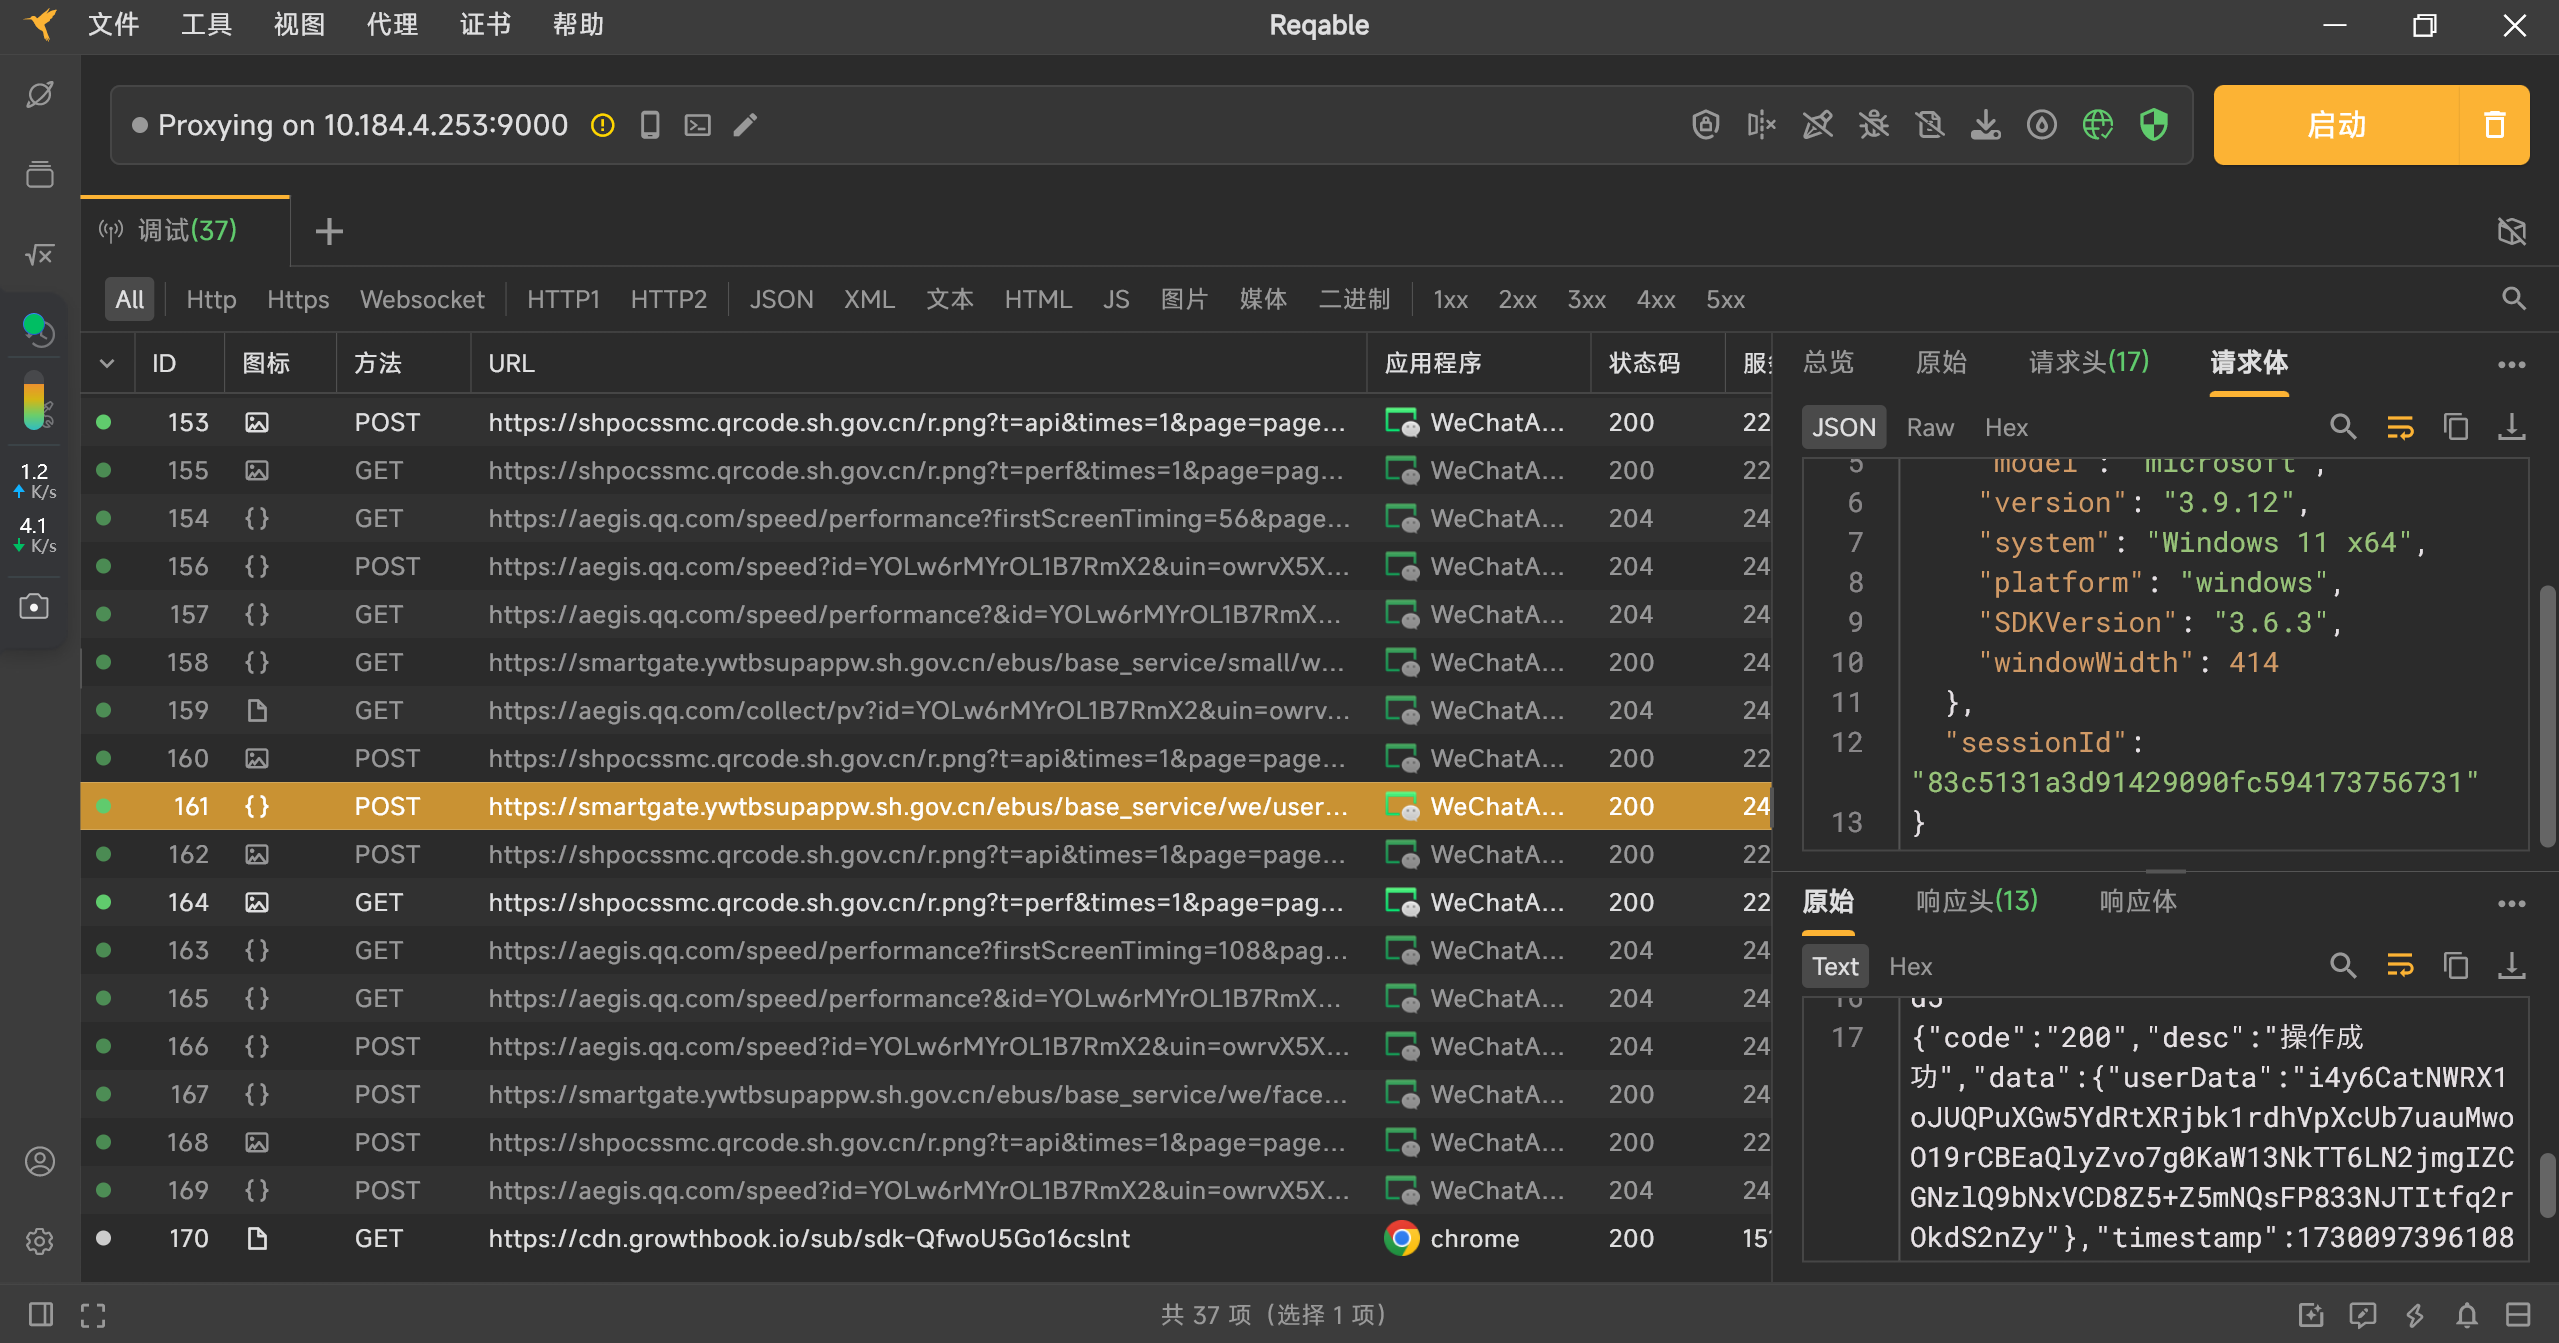 文件 工具 视图 代理 证书 帮助 Reqable
Proxying on 10.184.4.253:9000 启动
调试(37)
All Http Https Websocket HTTP1 HTTP2 JSON XML 文本 HTML JS 图片 媒体 二进制 1xx 2xx 3xx 4xx 5xx
ID 图标 方法 URL 应用程序 状态码
153 POST https://shpocssmc.qrcode.sh.gov.cn/r.png?t=api&times=1&page=page... WeChatA... 200 22
155 GET https://shpocssmc.qrcode.sh.gov.cn/r.png?t=perf&times=1&page=pag... WeChatA... 200 22
154 {} GET https://aegis.qq.com/speed/performance?firstScreenTiming=56&page... WeChatA... 204 24
156 {} POST https://aegis.qq.com/speed?id=YOLw6rMYrOL1B7RmX2&uin=owrvX5X... WeChatA... 204 24
157 {} GET https://aegis.qq.com/speed/performance?&id=YOLw6rMYrOL1B7RmX... WeChatA... 204 24
158 {} GET https://smartgate.ywtbsupappw.sh.gov.cn/ebus/base_service/small/w... WeChatA... 200 24
159 GET https://aegis.qq.com/collect/pv?id=YOLw6rMYrOL1B7RmX2&uin=owrv... WeChatA... 204 24
160 POST https://shpocssmc.qrcode.sh.gov.cn/r.png?t=api&times=1&page=page... WeChatA... 200 22
161 {} POST https://smartgate.ywtbsupappw.sh.gov.cn/ebus/base_service/we/user... WeChatA... 200 24
162 POST https://shpocssmc.qrcode.sh.gov.cn/r.png?t=api&times=1&page=page... WeChatA... 200 22
164 GET https://shpocssmc.qrcode.sh.gov.cn/r.png?t=perf&times=1&page=pag... WeChatA... 200 22
163 {} GET https://aegis.qq.com/speed/performance?firstScreenTiming=108&pag... WeChatA... 204 24
165 {} GET https://aegis.qq.com/speed/performance?&id=YOLw6rMYrOL1B7RmX... WeChatA... 204 24
166 {} POST https://aegis.qq.com/speed?id=YOLw6rMYrOL1B7RmX2&uin=owrvX5X... WeChatA... 204 24
167 {} POST https://smartgate.ywtbsupappw.sh.gov.cn/ebus/base_service/we/face... WeChatA... 200 24
168 POST https://shpocssmc.qrcode.sh.gov.cn/r.png?t=api&times=1&page=page... WeChatA... 200 22
169 {} POST https://aegis.qq.com/speed?id=YOLw6rMYrOL1B7RmX2&uin=owrvX5X... WeChatA... 204 24
170 GET https://cdn.growthbook.io/sub/sdk-QfwoU5Go16cslnt chrome 200 15
1.2
K/s
4.1
K/s
总览 原始 请求头(17) 请求体
JSON Raw Hex
5 "model": "microsoft",
6 "version": "3.9.12",
7 "system": "Windows 11 x64",
8 "platform": "windows",
9 "SDKVersion": "3.6.3",
10 "windowWidth": 414
11 },
12 "sessionId":
"83c5131a3d91429090fc594173756731"
13 }
原始 响应头(13) 响应体
Text Hex
16 d5
17 {"code":"200","desc":"操作成
功","data":{"userData":"i4y6CatNWRX1
oJUQPuXGw5YdRtXRjbk1rdhVpXcUb7uauMwo
O19rCBEaQlyZvo7g0KaW13NkTT6LN2jmgIZC
GNzlQ9bNxVCD8Z5+Z5mNQsFP833NJTItfq2r
OkdS2nZy"},"timestamp":1730097396108
共 37 项（选择 1 项）